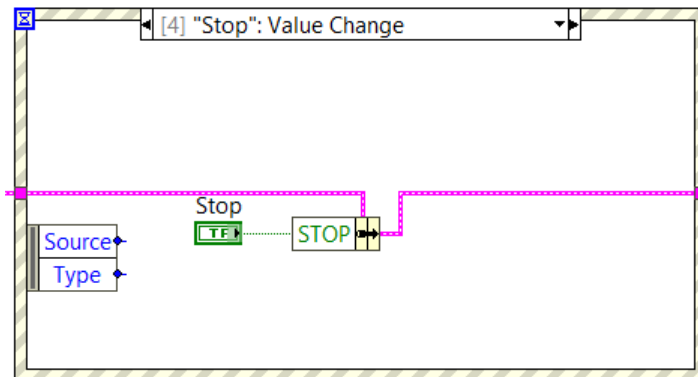 [4] "Stop": Value Change
Stop
TF
STOP
Source
Type